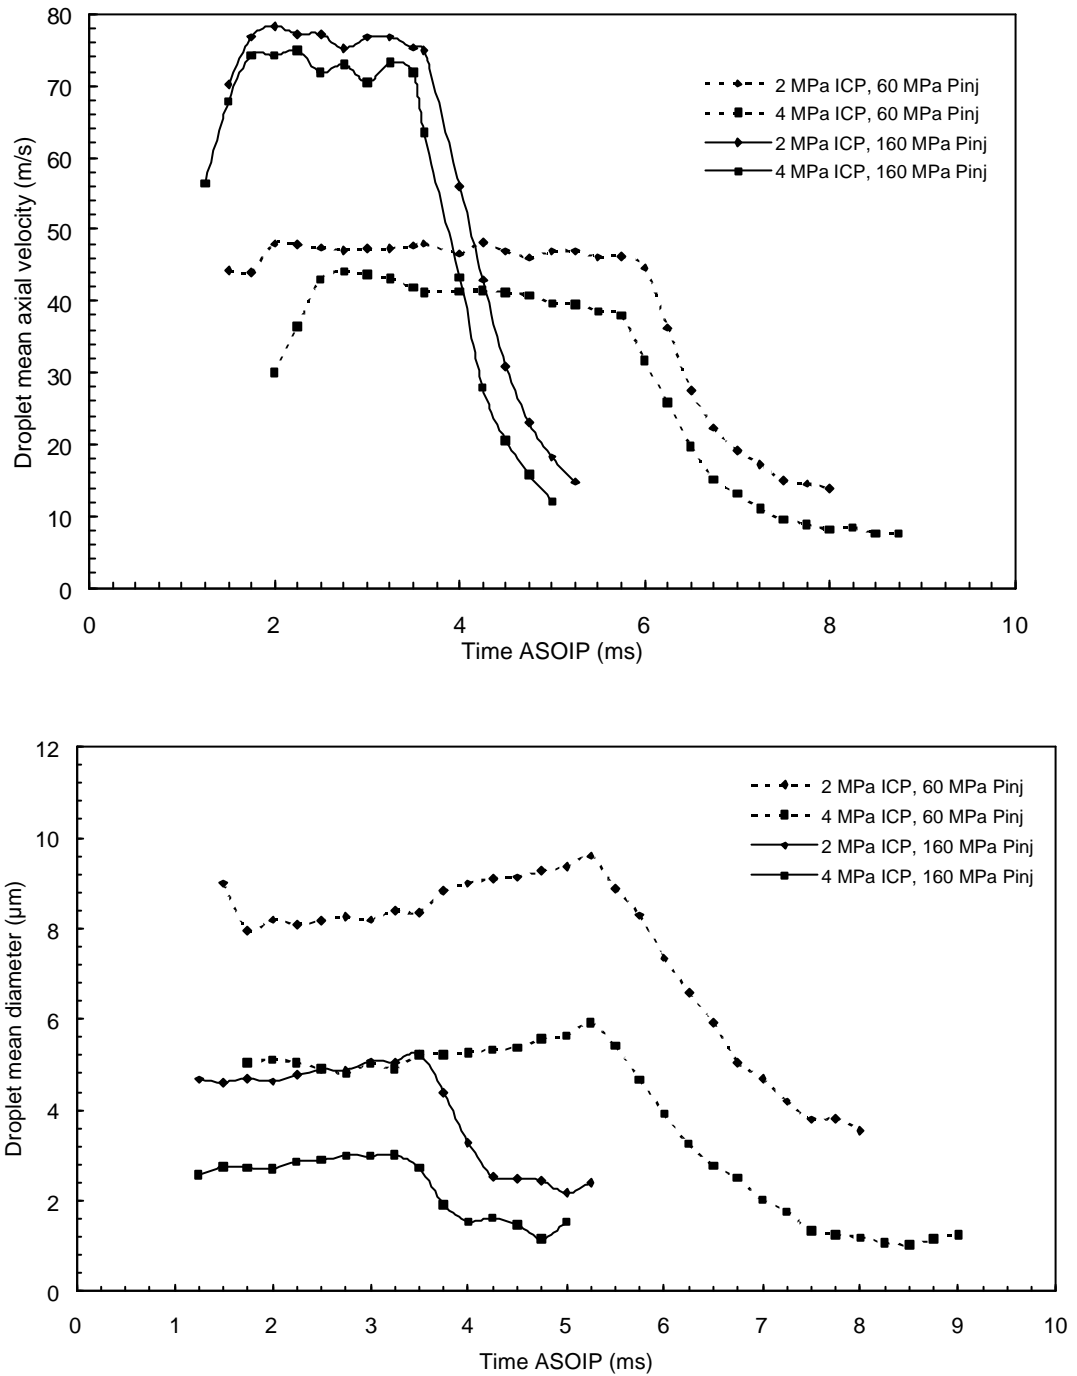 80
70
60
50
40
30
20
10
0
Droplet mean axial velocity (m/s)
2 MPa ICP, 60 MPa Pinj
4 MPa ICP, 60 MPa Pinj
2 MPa ICP, 160 MPa Pinj
4 MPa ICP, 160 MPa Pinj
0 2 4 6 8 10
Time ASOIP (ms)
12
10
8
6
4
2
0
Droplet mean diameter (µm)
2 MPa ICP, 60 MPa Pinj
4 MPa ICP, 60 MPa Pinj
2 MPa ICP, 160 MPa Pinj
4 MPa ICP, 160 MPa Pinj
0 1 2 3 4 5 6 7 8 9 10
Time ASOIP (ms)